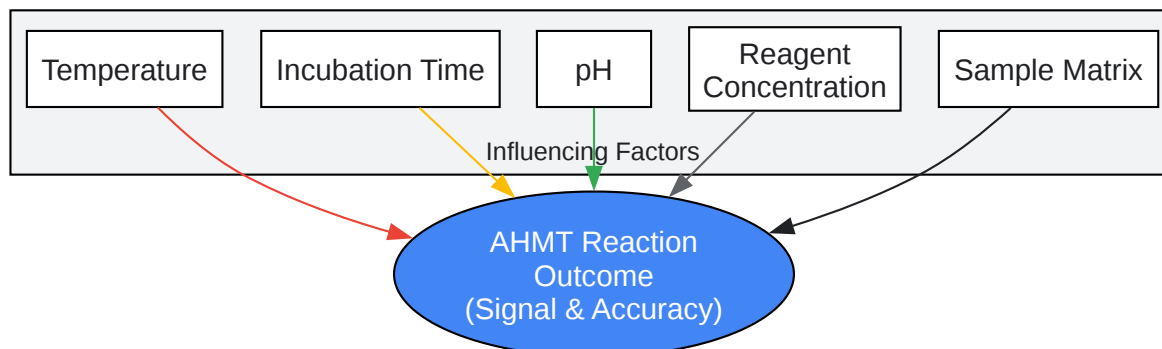 Temperature
Incubation Time
pH
Reagent
Concentration
Sample Matrix
Influencing Factors
AHMT Reaction
Outcome
(Signal & Accuracy)